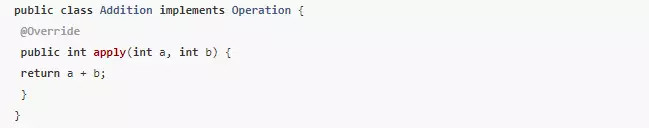 public class Addition implements Operation {
@Override
public int apply(int a, int b) {
return a + b;
}
}